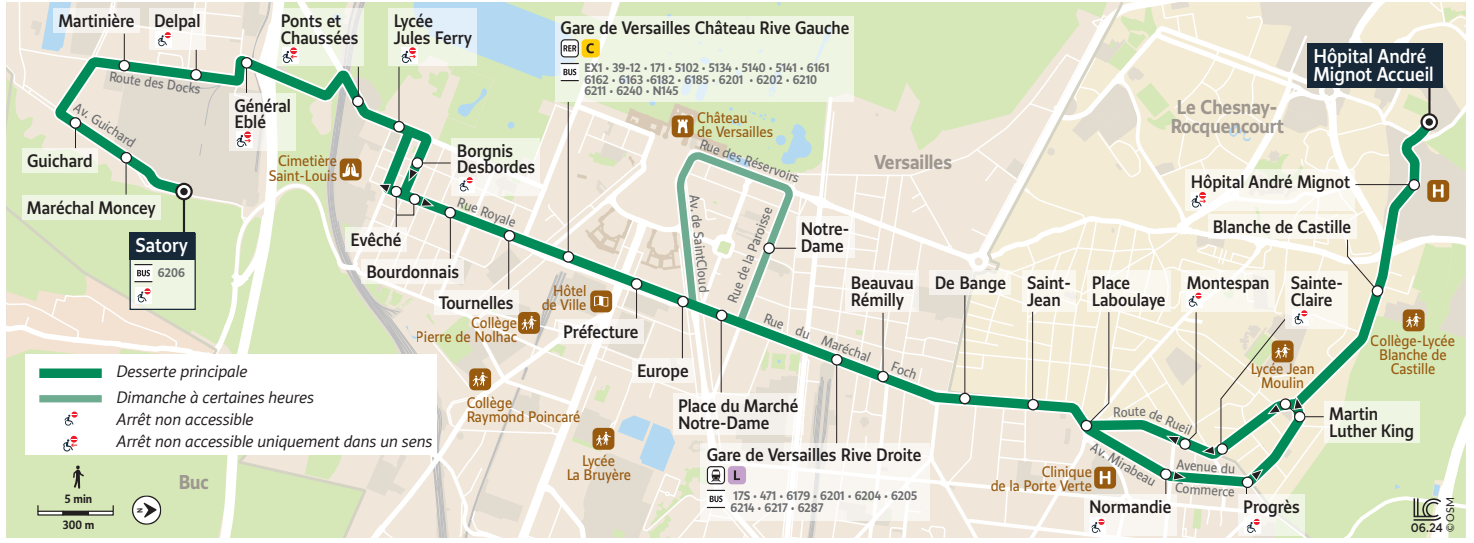 Martinière
Delpal
Ponts et
Chaussées
Lycée
Jules Ferry
Gare de Versailles Château Rive Gauche
RER C
BUS EX1 • 39-12 • 171 • 5102 • 5134 • 5140 • 5141 • 6161
6162 • 6163 • 6182 • 6185 • 6201 • 6202 • 6210
6211 • 6240 • N145
Hôpital André
Mignot Accueil
Route des Docks
Av. Guichard
Général
Eblé
Guichard
Maréchal Moncey
Satory
BUS 6206
Cimetière
Saint-Louis
Borgnis
Desbordes
Evêché
Rue Royale
Bourdonnais
Tournelles
Château
de Versailles
Rue des Réservoirs
Av. de SaintCloud
Rue de la Paroisse
Notre-
Dame
Versailles
Le Chesnay-
Rocquencourt
Hôpital André Mignot
H
Blanche de Castille
Hôtel
de Ville
Collège
Pierre de Nolhac
Préfecture
Europe
Place du Marché
Notre-Dame
Rue du Maréchal Foch
Beauvau
Rémilly
De Bange
Saint-
Jean
Place
Laboulaye
Montespan
Sainte-
Claire
Collège-Lycée
Blanche de
Castille
Lycée Jean
Moulin
Martin
Luther King
Route de Rueil
Av. Mirabeau
Avenue du
Commerce
Clinique
de la Porte Verte
H
Normandie
Progrès
Gare de Versailles Rive Droite
L
BUS 17S • 471 • 6179 • 6201 • 6204 • 6205
6214 • 6217 • 6287
Collège
Raymond Poincaré
Lycée
La Bruyère
Desserte principale
Dimanche à certaines heures
Arrêt non accessible
Arrêt non accessible uniquement dans un sens
5 min
300 m
N
Buc
LC
06.24
© OSM